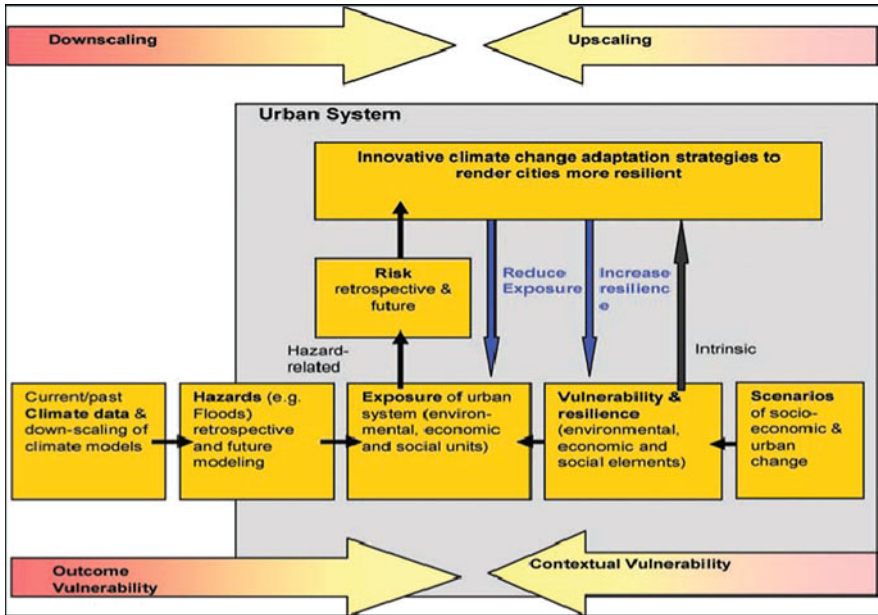 Downscaling
Upscaling
Urban System
Innovative climate change adaptation strategies to
render cities more resilient
Risk
retrospective &
future
Reduce
Exposure
Increase
resilienc
e
Hazard-
related
Intrinsic
Current/past
Climate data &
down-scaling of
climate models
Hazards (e.g.
Floods)
retrospective
and future
modeling
Exposure of urban
system (environ-
mental, economic
and social units)
Vulnerability &
resilience
(environmental,
economic and
social elements)
Scenarios
of socio-
economic &
urban
change
Outcome
Vulnerability
Contextual Vulnerability